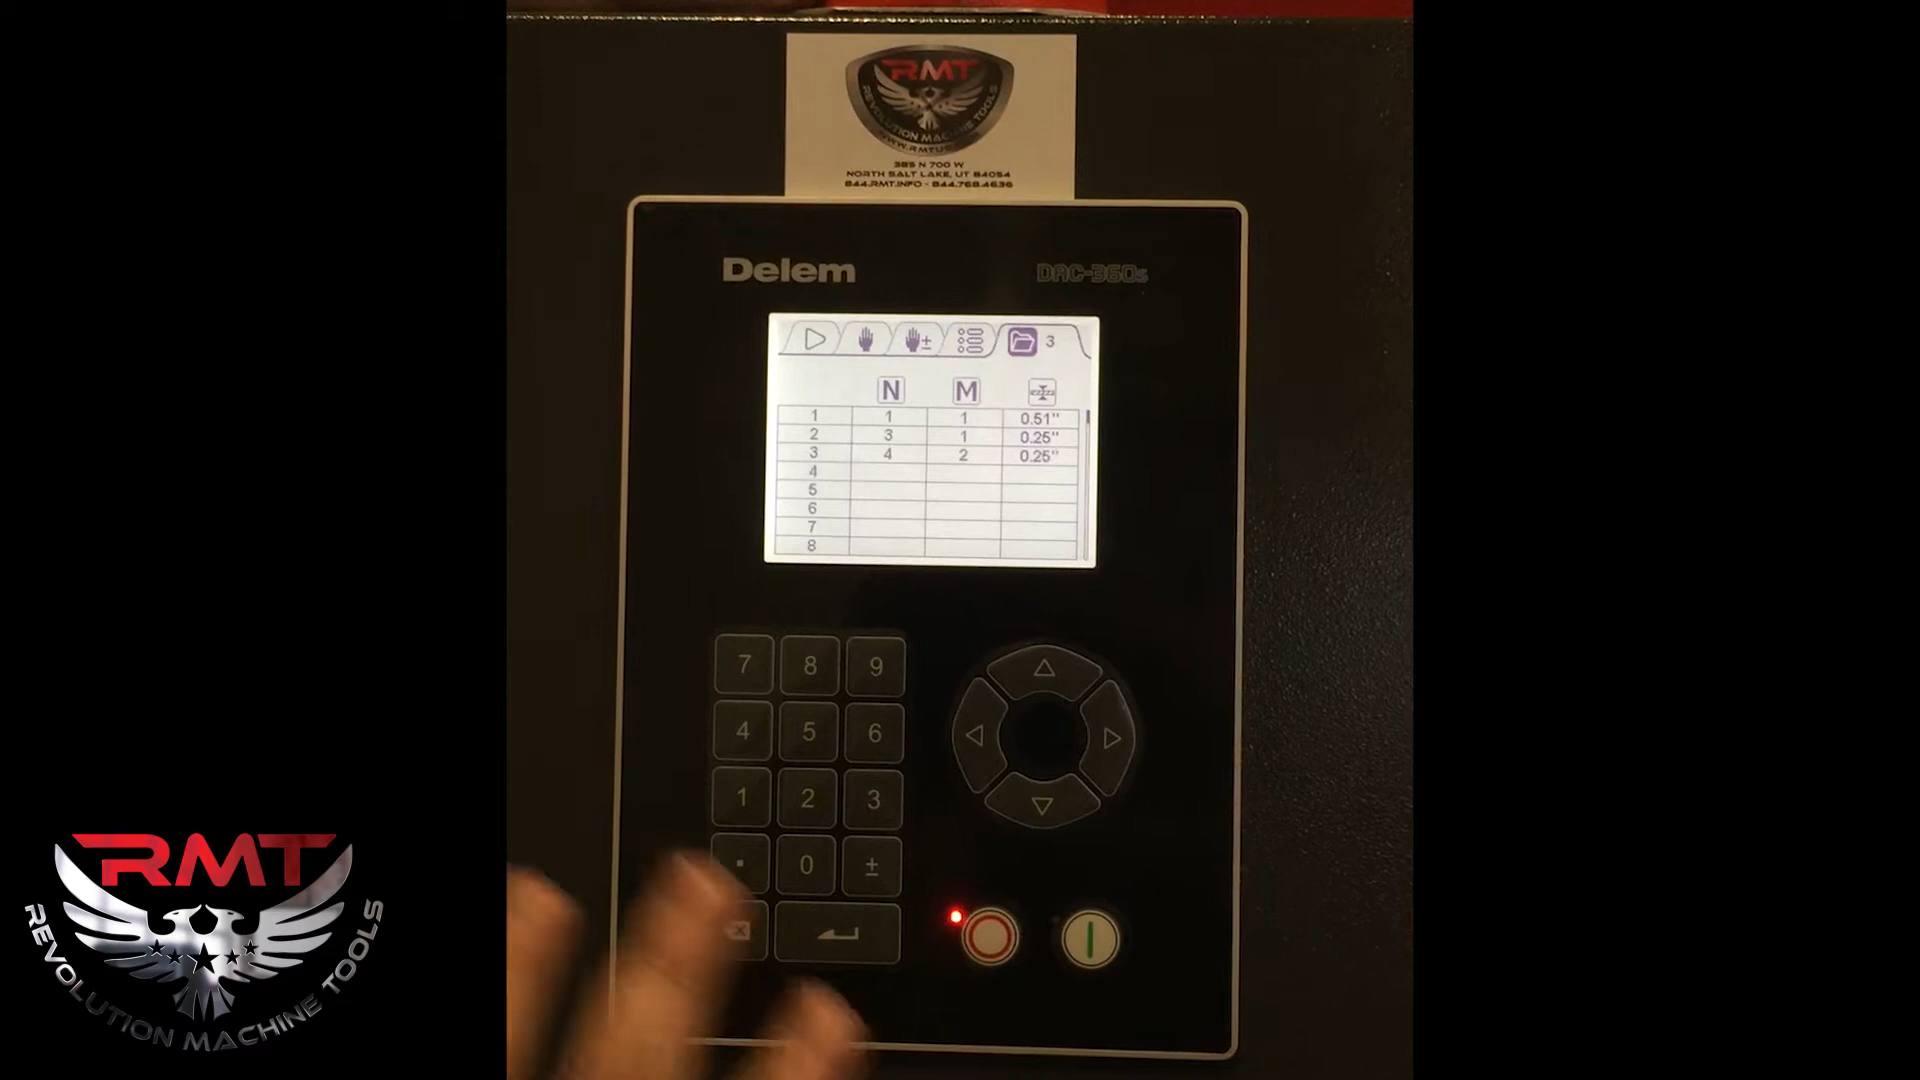 RMT
REVOLUTION MACHINE TOOLS
385 N 700 W
NORTH SALT LAKE, UT 84054
844.RMT.INFO - 844.768.4636
Delem
DAC-360s
3
N M
1 1 1 0.51"
2 3 1 0.25"
3 4 2 0.25"
4
5
6
7
8
7 8 9
4 5 6
1 2 3
. 0 ±
RMT
REVOLUTION MACHINE TOOLS